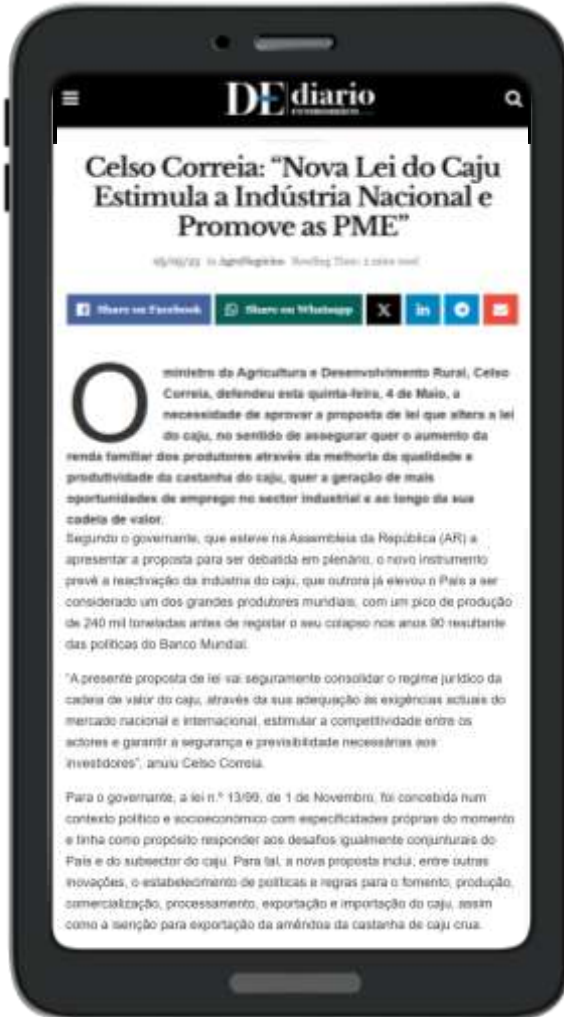 DE diario
Celso Correia: “Nova Lei do Caju
Estimula a Indústria Nacional e
Promove as PME”
in AgroNegócios Reading Time: 2 mins read
Share on Facebook
Share on Whatsapp
X
in
O ministro da Agricultura e Desenvolvimento Rural, Celso
Correia, defendeu esta quinta-feira, 4 de Maio, a
necessidade de aprovar a proposta de lei que altera a lei
do caju, no sentido de assegurar quer o aumento da
renda familiar dos produtores através da melhoria da qualidade e
produtividade da castanha do caju, quer a geração de mais
oportunidades de emprego no sector industrial e ao longo da sua
cadeia de valor.
Segundo o governante, que esteve na Assembleia da República (AR) a
apresentar a proposta para ser debatida em plenário, o novo instrumento
prevê a reactivação da indústria do caju, que outrora já elevou o País a ser
considerado um dos grandes produtores mundiais, com um pico de produção
de 240 mil toneladas antes de registar o seu colapso nos anos 90 resultante
das políticas do Banco Mundial.
“A presente proposta de lei vai seguramente consolidar o regime jurídico da
cadeia de valor do caju, através da sua adequação às exigências actuais do
mercado nacional e internacional, estimular a competitividade entre os
actores e garantir a segurança e previsibilidade necessárias aos
investidores”, anuiu Celso Correia.
Para o governante, a lei n.º 13/99, de 1 de Novembro, foi concebida num
contexto político e socioeconómico com especificidades próprias do momento
e tinha como propósito responder aos desafios igualmente conjunturais do
País e do subsector do caju. Para tal, a nova proposta inclui, entre outras
inovações, o estabelecimento de políticas e regras para o fomento, produção,
comercialização, processamento, exportação e importação do caju, assim
como a isenção para exportação da amêndoa da castanha de caju crua.